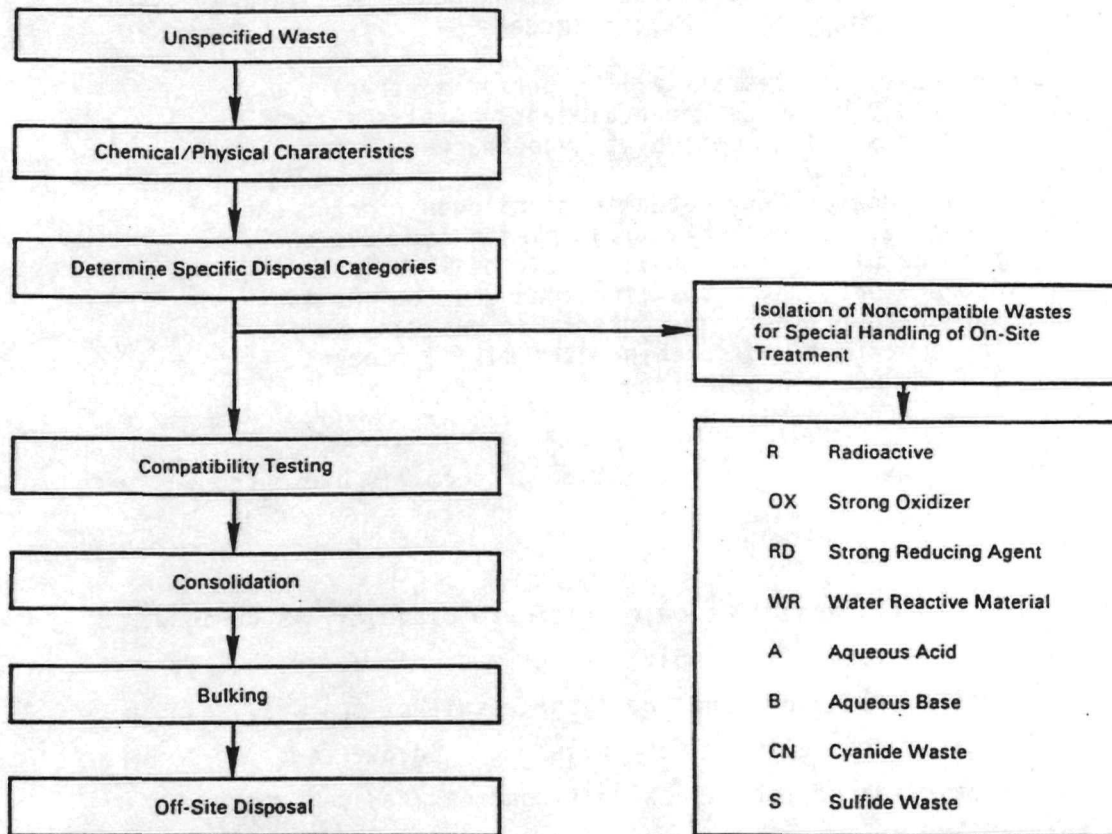 Unspecified Waste
Chemical/Physical Characteristics
Determine Specific Disposal Categories
Isolation of Noncompatible Wastes
for Special Handling of On-Site
Treatment
Compatibility Testing
Consolidation
Bulking
Off-Site Disposal
R Radioactive
OX Strong Oxidizer
RD Strong Reducing Agent
WR Water Reactive Material
A Aqueous Acid
B Aqueous Base
CN Cyanide Waste
S Sulfide Waste